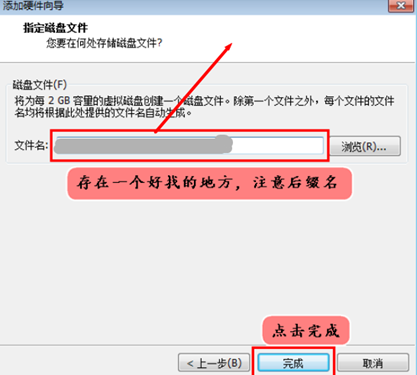 添加硬件向导
指定磁盘文件
您要在何处存储磁盘文件?
磁盘文件(F)
将为每 2 GB 容量的虚拟磁盘创建一个磁盘文件。除第一个文件之外，每个文件的文件
名均将根据此处提供的文件名自动生成。
文件名:
浏览(R)...
存在一个好找的地方，注意后缀名
点击完成
< 上一步(B)
完成
取消